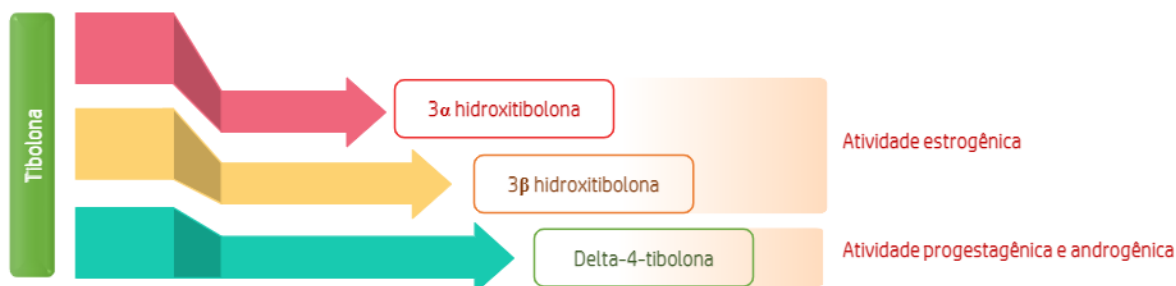 Tibolona
3α hidroxitibolona
Atividade estrogênica
3β hidroxitibolona
Delta-4-tibolona
Atividade progestagênica e androgênica